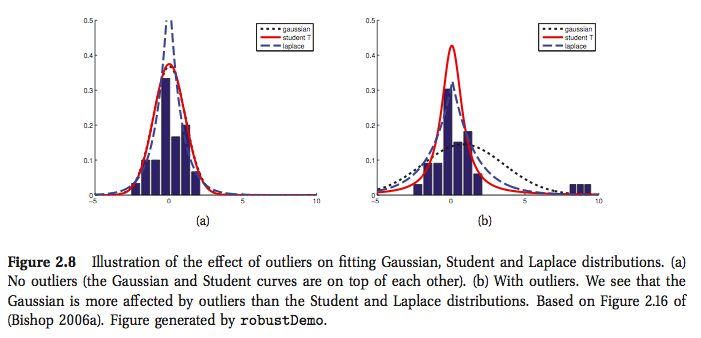 0.5
0.4
0.3
0.2
0.1
0
-5
0
5
10
gaussian
student T
laplace
(a)
0.5
0.4
0.3
0.2
0.1
0
-5
0
5
10
gaussian
student T
laplace
(b)
Figure 2.8 Illustration of the effect of outliers on fitting Gaussian, Student and Laplace distributions. (a)
No outliers (the Gaussian and Student curves are on top of each other). (b) With outliers. We see that the
Gaussian is more affected by outliers than the Student and Laplace distributions. Based on Figure 2.16 of
(Bishop 2006a). Figure generated by robustDemo.